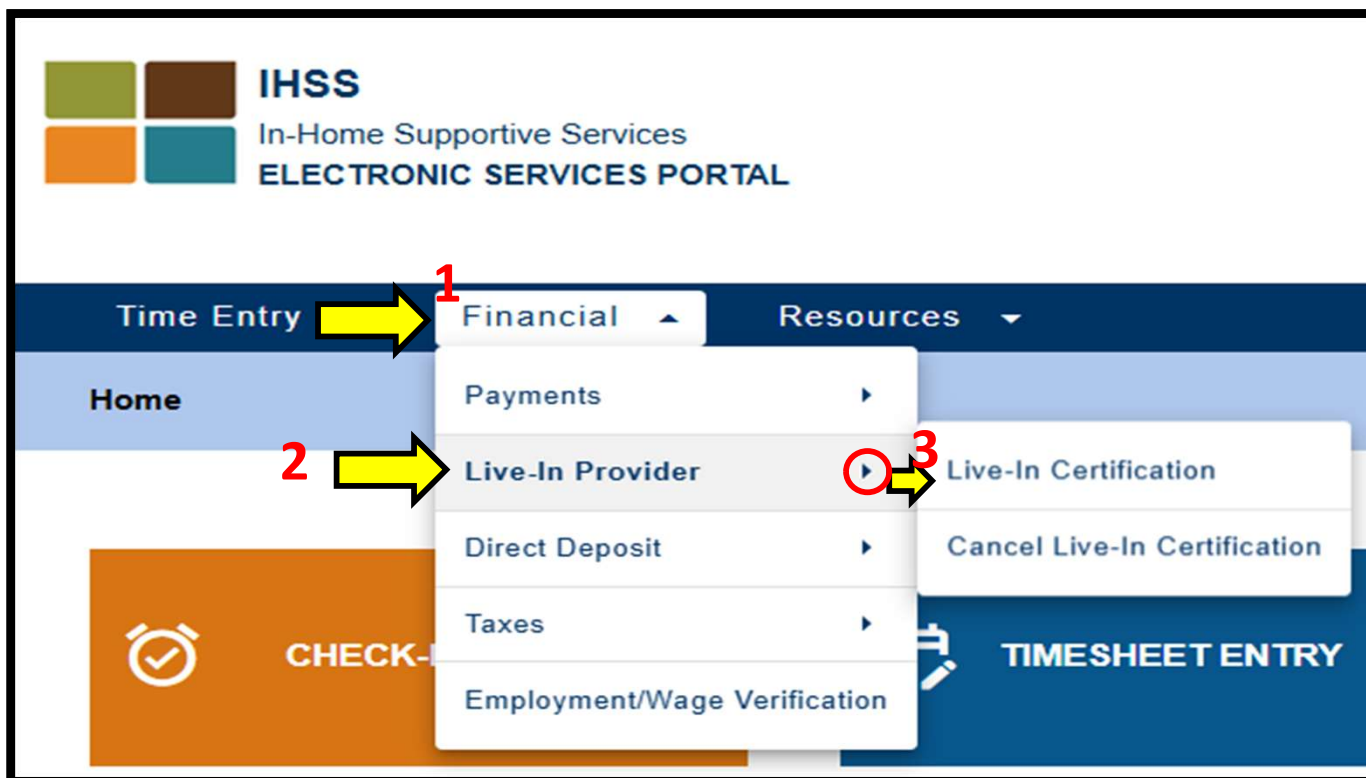 IHSS
In-Home Supportive Services
ELECTRONIC SERVICES PORTAL
1
Time Entry Financial Resources
Home
Payments
2 Live-In Provider 3 Live-In Certification
Direct Deposit Cancel Live-In Certification
Taxes
CHECK- TIMESHEET ENTRY
Employment/Wage Verification